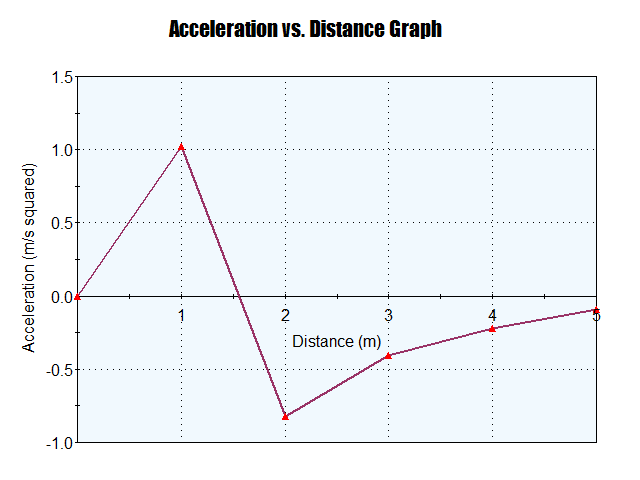 Acceleration vs. Distance Graph
Acceleration (m/s squared)
1.5
1.0
0.5
0.0
-0.5
-1.0
1 2 3 4 5
Distance (m)